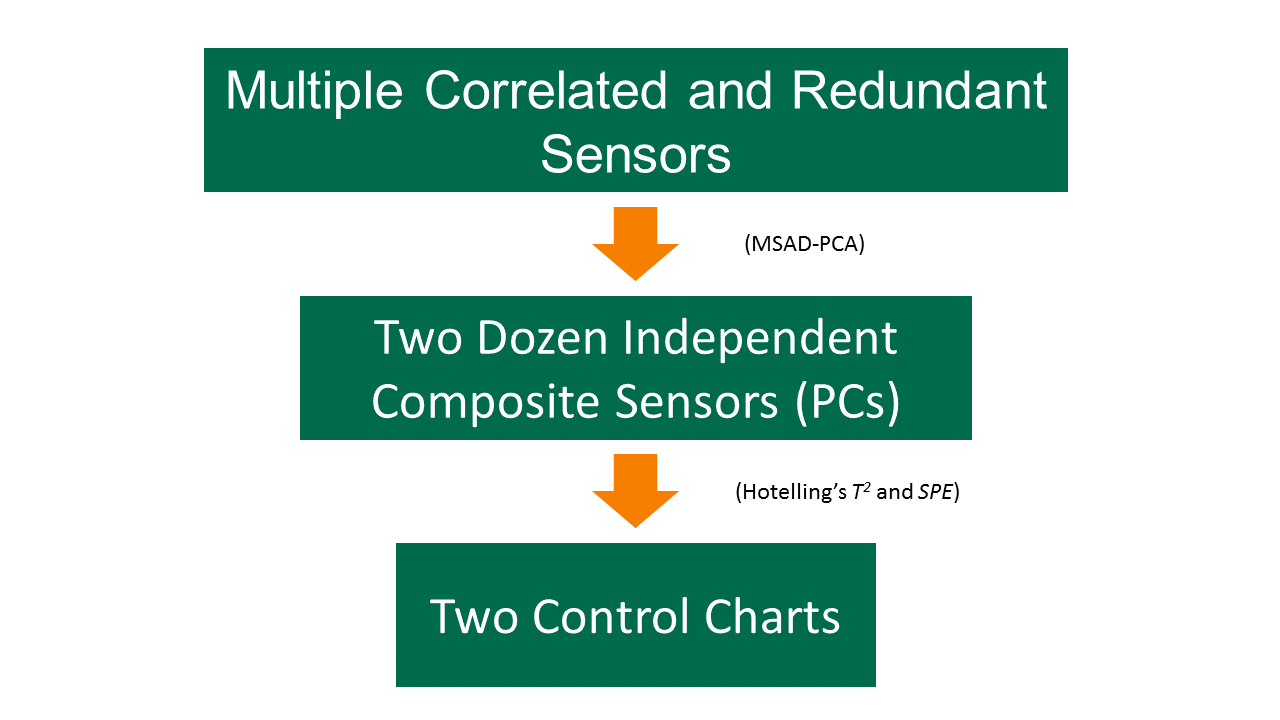 Multiple Correlated and Redundant
Sensors
(MSAD-PCA)
Two Dozen Independent
Composite Sensors (PCs)
(Hotelling’s T² and SPE)
Two Control Charts